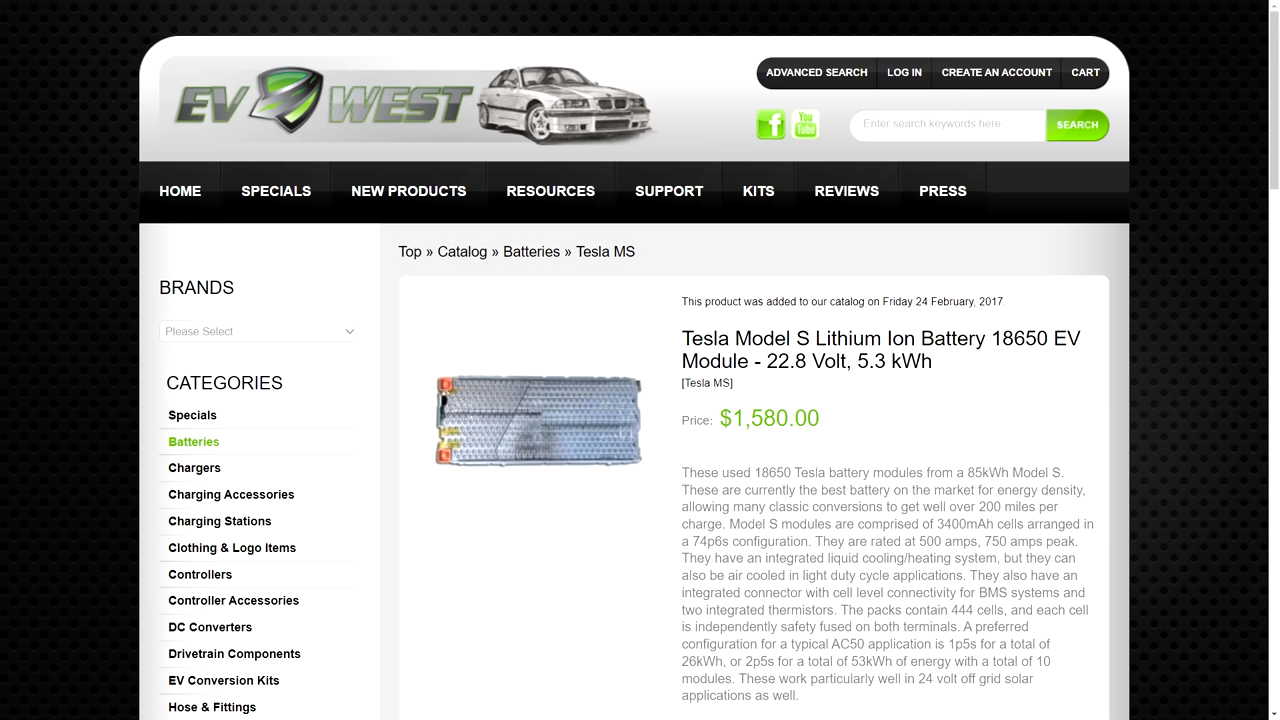 EV WEST
ADVANCED SEARCH LOG IN CREATE AN ACCOUNT CART
f You Tube Enter search keywords here SEARCH
HOME SPECIALS NEW PRODUCTS RESOURCES SUPPORT KITS REVIEWS PRESS
BRANDS
Please Select
CATEGORIES
Specials
Batteries
Chargers
Charging Accessories
Charging Stations
Clothing & Logo Items
Controllers
Controller Accessories
DC Converters
Drivetrain Components
EV Conversion Kits
Hose & Fittings
Top » Catalog » Batteries » Tesla MS
This product was added to our catalog on Friday 24 February, 2017
Tesla Model S Lithium Ion Battery 18650 EV
Module - 22.8 Volt, 5.3 kWh
[Tesla MS]
Price: $1,580.00
These used 18650 Tesla battery modules from a 85kWh Model S.
These are currently the best battery on the market for energy density,
allowing many classic conversions to get well over 200 miles per
charge. Model S modules are comprised of 3400mAh cells arranged in
a 74p6s configuration. They are rated at 500 amps, 750 amps peak.
They have an integrated liquid cooling/heating system, but they can
also be air cooled in light duty cycle applications. They also have an
integrated connector with cell level connectivity for BMS systems and
two integrated thermistors. The packs contain 444 cells, and each cell
is independently safety fused on both terminals. A preferred
configuration for a typical AC50 application is 1p5s for a total of
26kWh, or 2p5s for a total of 53kWh of energy with a total of 10
modules. These work particularly well in 24 volt off grid solar
applications as well.